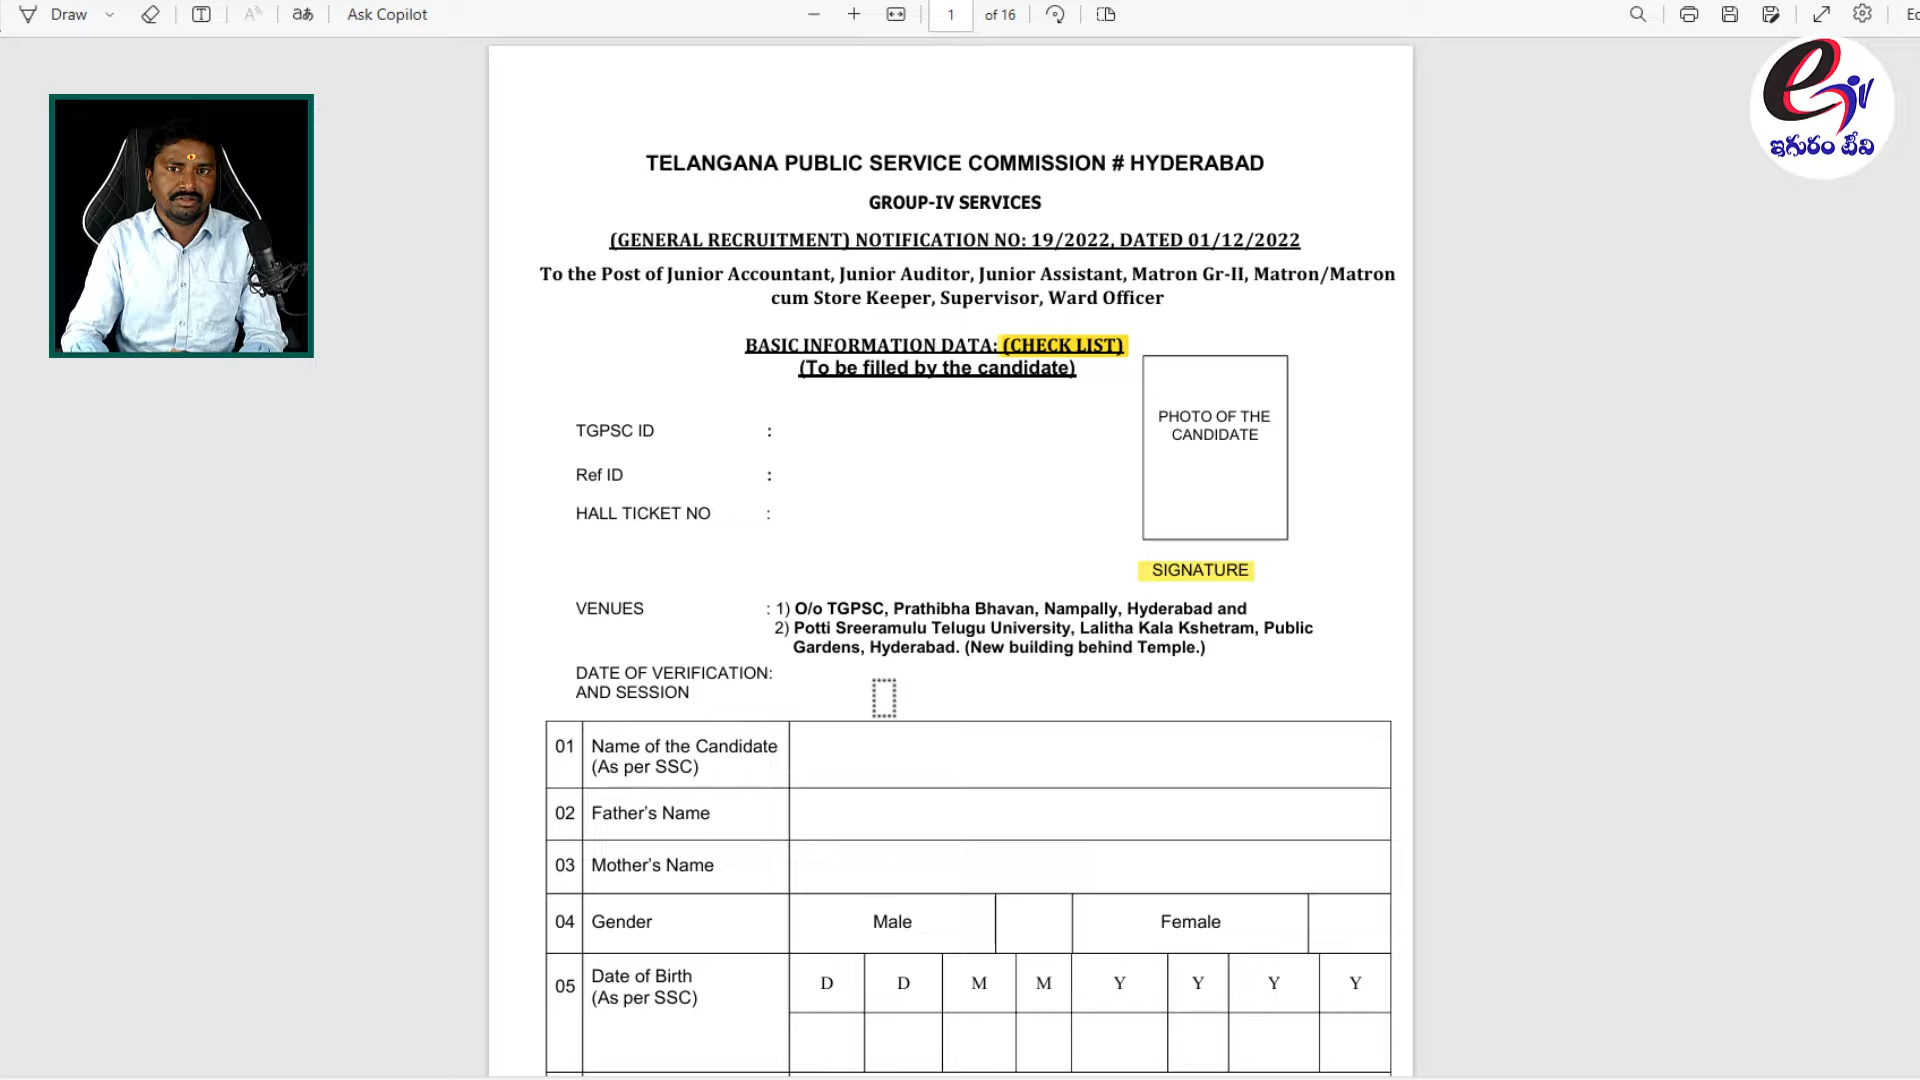 Draw
Ask Copilot
1 of 16
TELANGANA PUBLIC SERVICE COMMISSION # HYDERABAD
GROUP-IV SERVICES
(GENERAL RECRUITMENT) NOTIFICATION NO: 19/2022, DATED 01/12/2022
To the Post of Junior Accountant, Junior Auditor, Junior Assistant, Matron Gr-II, Matron/Matron
cum Store Keeper, Supervisor, Ward Officer
BASIC INFORMATION DATA: (CHECK LIST)
(To be filled by the candidate)
PHOTO OF THE
CANDIDATE
TGPSC ID :
Ref ID :
HALL TICKET NO :
SIGNATURE
VENUES : 1) O/o TGPSC, Prathibha Bhavan, Nampally, Hyderabad and
2) Potti Sreeramulu Telugu University, Lalitha Kala Kshetram, Public
Gardens, Hyderabad. (New building behind Temple.)
DATE OF VERIFICATION:
AND SESSION
01 Name of the Candidate
(As per SSC)
02 Father’s Name
03 Mother’s Name
04 Gender Male Female
05 Date of Birth
(As per SSC)
D D M M Y Y Y Y
eTV
ఇగురం టీవి